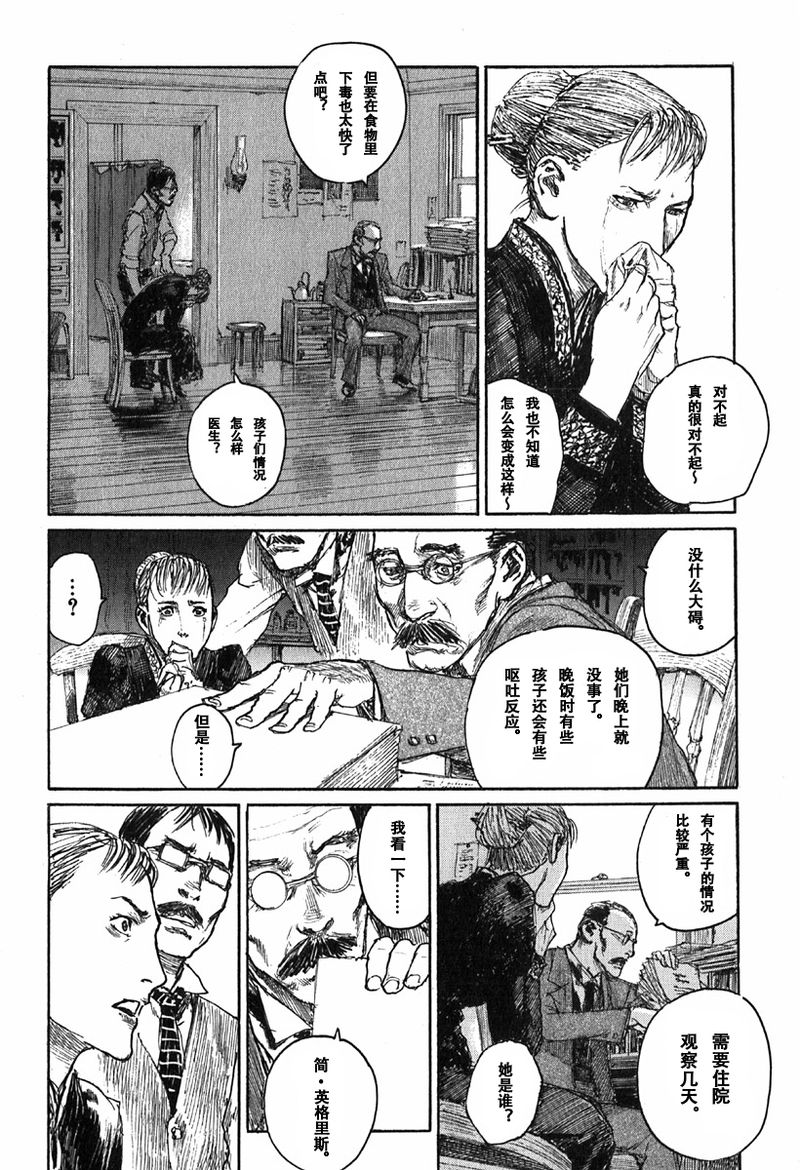 对不起
真的很对不起～
我也不知道
怎么会变成这样～
但要在食物里
下毒也太快了
点吧？
孩子们情况
怎么样
医生？
没什么大碍。
她们晚上就
没事了。
晚饭时有些
孩子还会有些
呕吐反应。
但是……
…？
有个孩子的情况
比较严重。
需要住院
观察几天。
她是谁？
我看一下……
简·英格里斯。